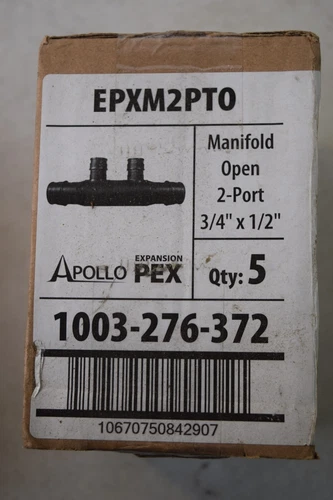 EPXM2PTO
Manifold
Open
2-Port
3/4" x 1/2"
APOLLO EXPANSION PEX
Qty: 5
1003-276-372
10670750842907